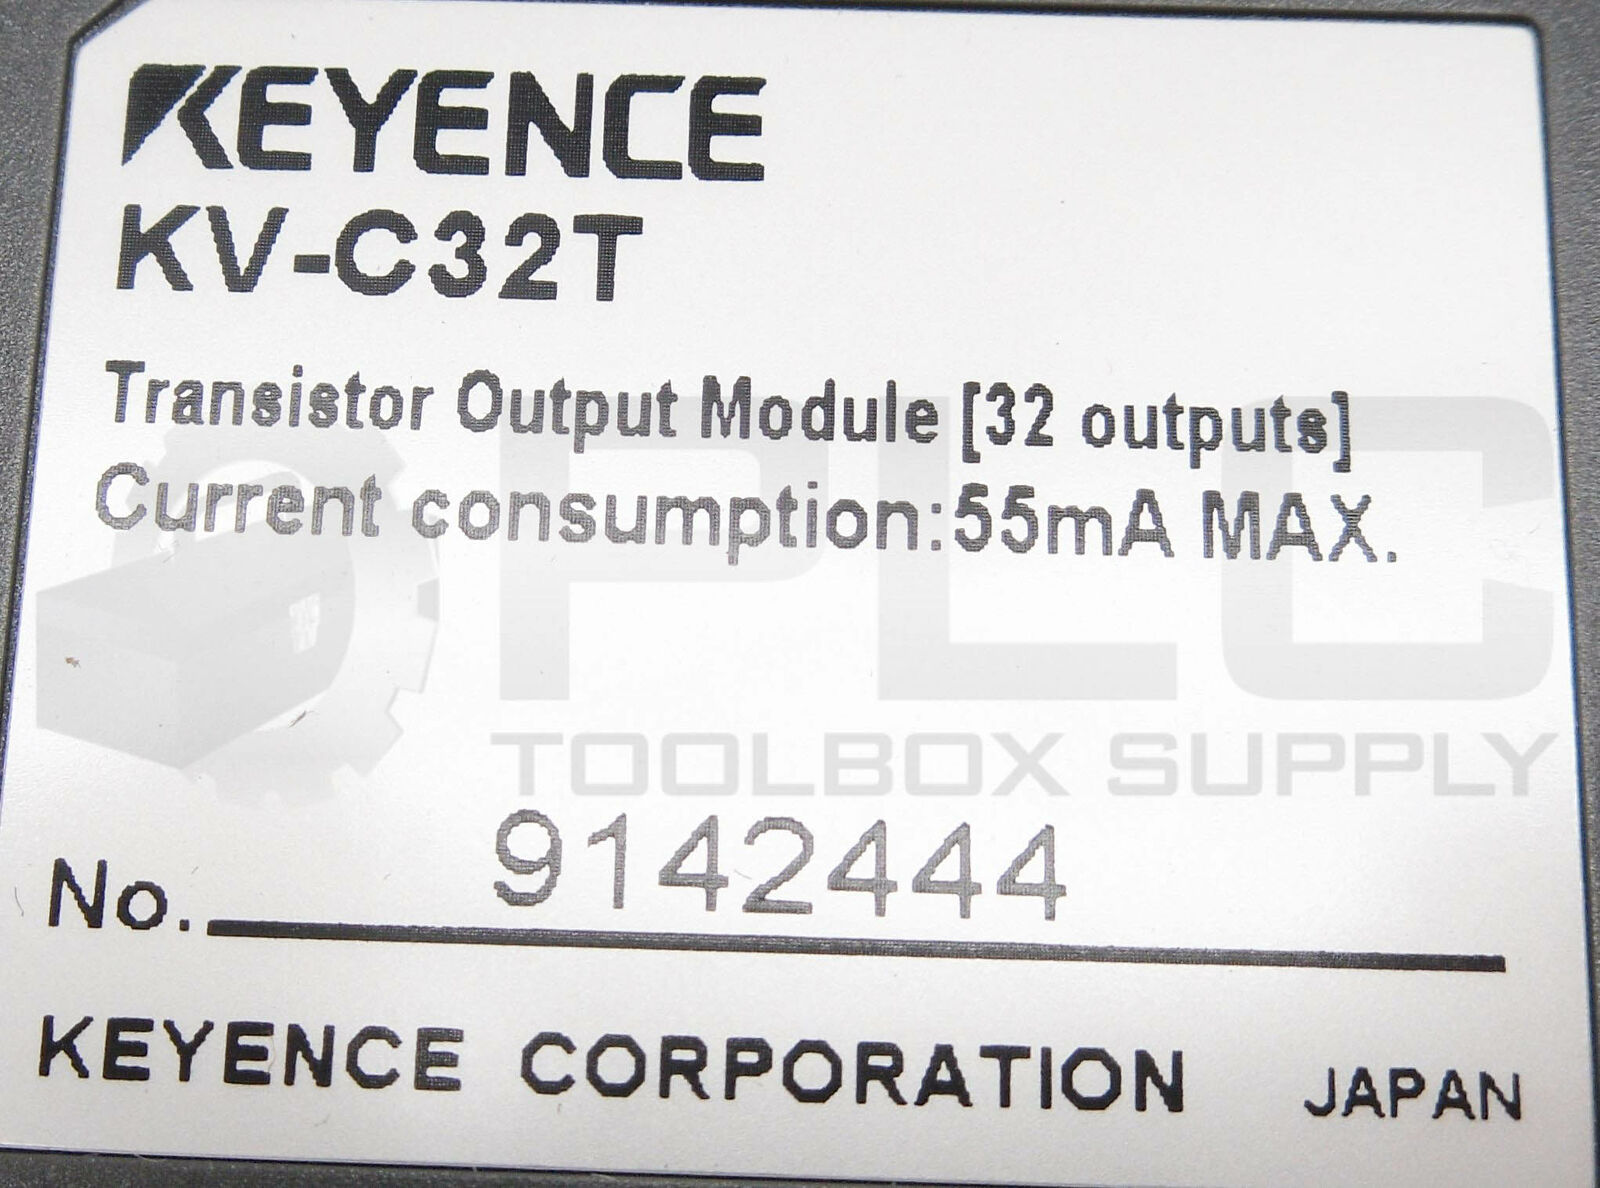 KEYENCE
KV-C32T
Transistor Output Module [32 outputs]
Current consumption:55mA MAX.
PLC
TOOLBOX SUPPLY
No. 9142444
KEYENCE CORPORATION JAPAN